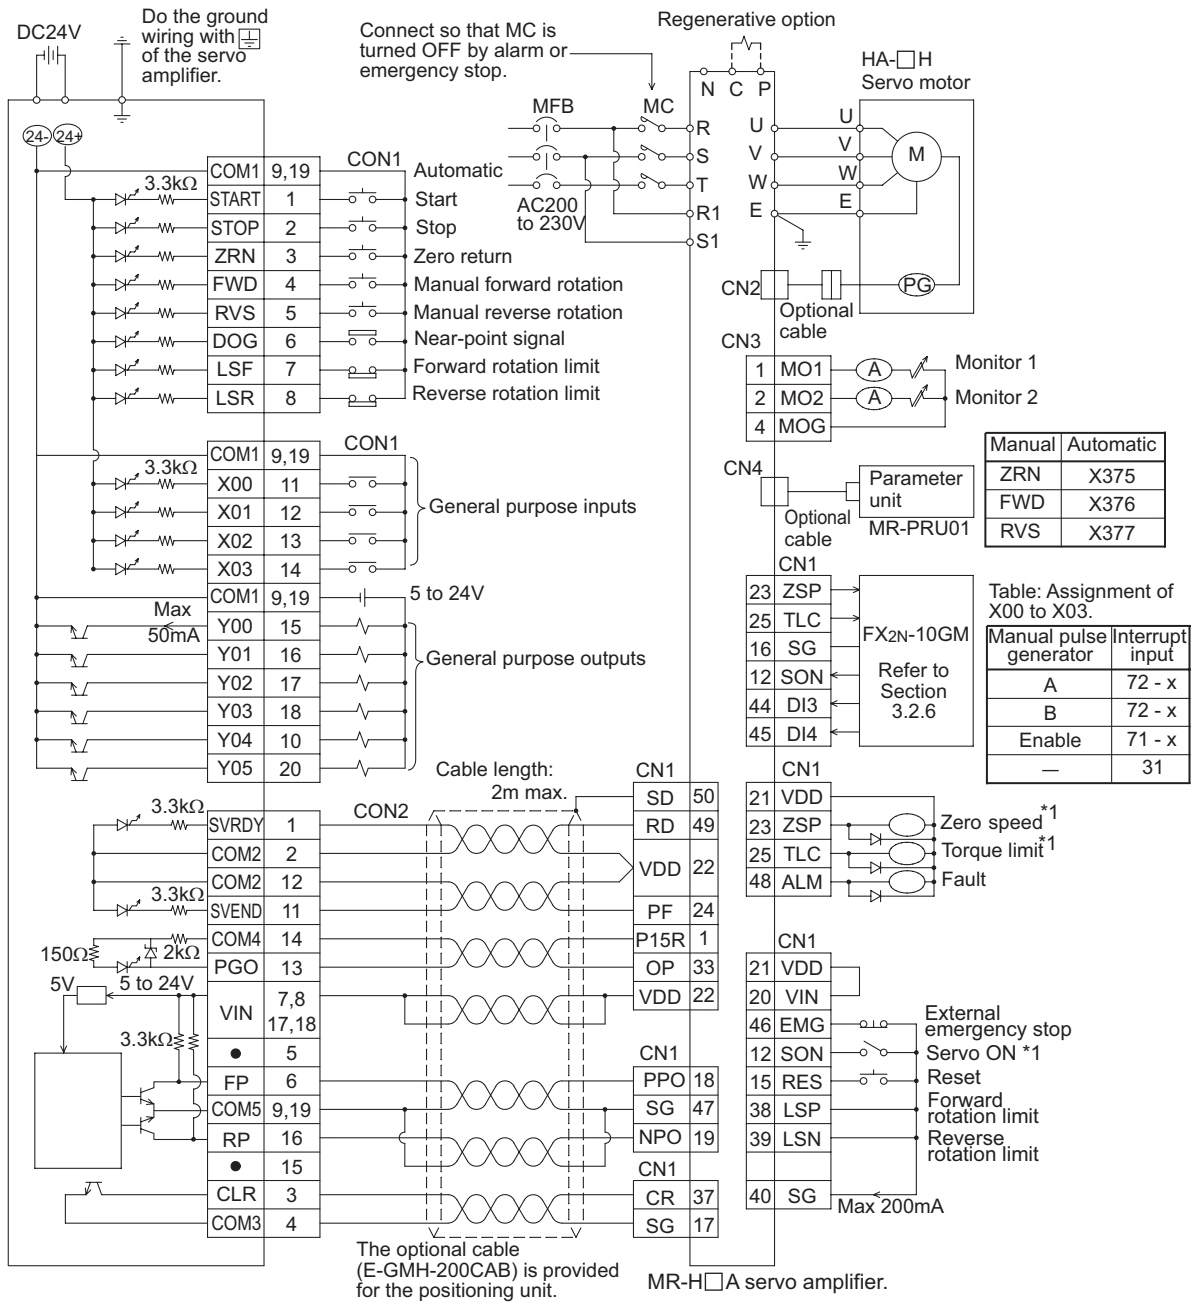 DC24V
Do the ground
wiring with
of the servo
amplifier.
Connect so that MC is
turned OFF by alarm or
emergency stop.
Regenerative option
HA-□H
Servo motor
24- 24+
MFB
MC
N C P
R
S
T
R1
S1
U
V
W
E
U
V
W
E
M
PG
AC200
to 230V
CN2
Optional
cable
CON1
COM1 9,19 Automatic
3.3kΩ
START 1 Start
STOP 2 Stop
ZRN 3 Zero return
FWD 4 Manual forward rotation
RVS 5 Manual reverse rotation
DOG 6 Near-point signal
LSF 7 Forward rotation limit
LSR 8 Reverse rotation limit
CN3
1 MO1 A Monitor 1
2 MO2 A Monitor 2
4 MOG
CON1
COM1 9,19
3.3kΩ
X00 11
X01 12
X02 13
X03 14
General purpose inputs
CN4
Optional
cable
Parameter
unit
MR-PRU01
Manual Automatic
ZRN X375
FWD X376
RVS X377
COM1 9,19 5 to 24V
Max
50mA
Y00 15
Y01 16
Y02 17
Y03 18
Y04 10
Y05 20
General purpose outputs
CN1
23 ZSP
25 TLC
16 SG
12 SON
44 DI3
45 DI4
FX2N-10GM
Refer to
Section
3.2.6
Table: Assignment of
X00 to X03.
Manual pulse
generator
Interrupt
input
A 72 - x
B 72 - x
Enable 71 - x
— 31
Cable length:
2m max.
CON2
3.3kΩ
SVRDY 1
COM2 2
COM2 12
3.3kΩ
SVEND 11
COM4 14
150Ω
2kΩ
PGO 13
5V
5 to 24V
VIN 7,8
17,18
3.3kΩ
● 5
FP 6
COM5 9,19
RP 16
● 15
CLR 3
COM3 4
CN1
SD 50
RD 49
VDD 22
PF 24
P15R 1
OP 33
VDD 22
CN1
PPO 18
SG 47
NPO 19
CN1
CR 37
SG 17
CN1
21 VDD
23 ZSP Zero speed*1
25 TLC Torque limit*1
48 ALM Fault
CN1
21 VDD
20 VIN
46 EMG External
emergency stop
12 SON Servo ON *1
15 RES Reset
38 LSP Forward
rotation limit
39 LSN Reverse
rotation limit
40 SG
Max 200mA
The optional cable
(E-GMH-200CAB) is provided
for the positioning unit.
MR-H□A servo amplifier.